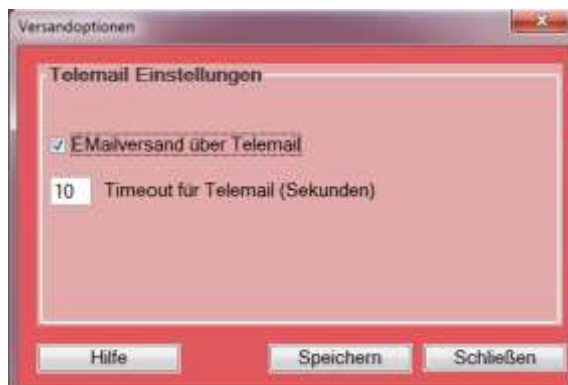 Versandoptionen
Telemail Einstellungen
EMailversand über Telemail
10 Timeout für Telemail (Sekunden)
Hilfe Speichern Schließen